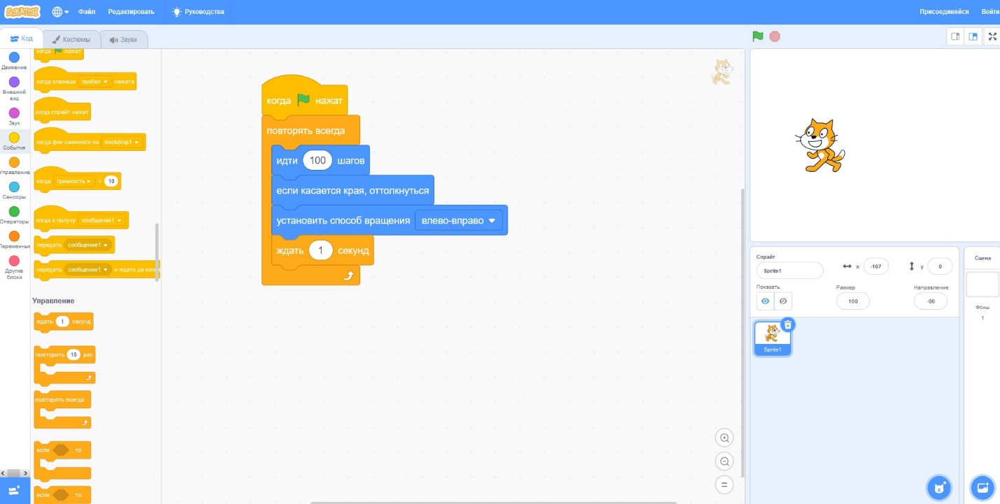 SCRATCH
Файл
Редактировать
Руководства
Присоединяйся
Войти
Код
Костюмы
Звуки
Движение
Внешний
вид
Звук
События
Управление
Сенсоры
Операторы
Переменные
Другие
блоки
когда нажат
когда клавиша пробел нажата
когда спрайт нажат
когда фон сменился на backdrop1
когда громкость > 10
когда я получу сообщение1
передать сообщение1
передать сообщение1 и ждать до кон
Управление
ждать 1 секунд
повторить 10 раз
повторять всегда
если , то
если , то
когда нажат
повторять всегда
идти 100 шагов
если касается края, оттолкнуться
установить способ вращения влево-вправо
ждать 1 секунд
Спрайт
Sprite1
x -107
y 0
Показать
Размер
100
Направление
-90
Sprite1
Сцена
Фоны
1